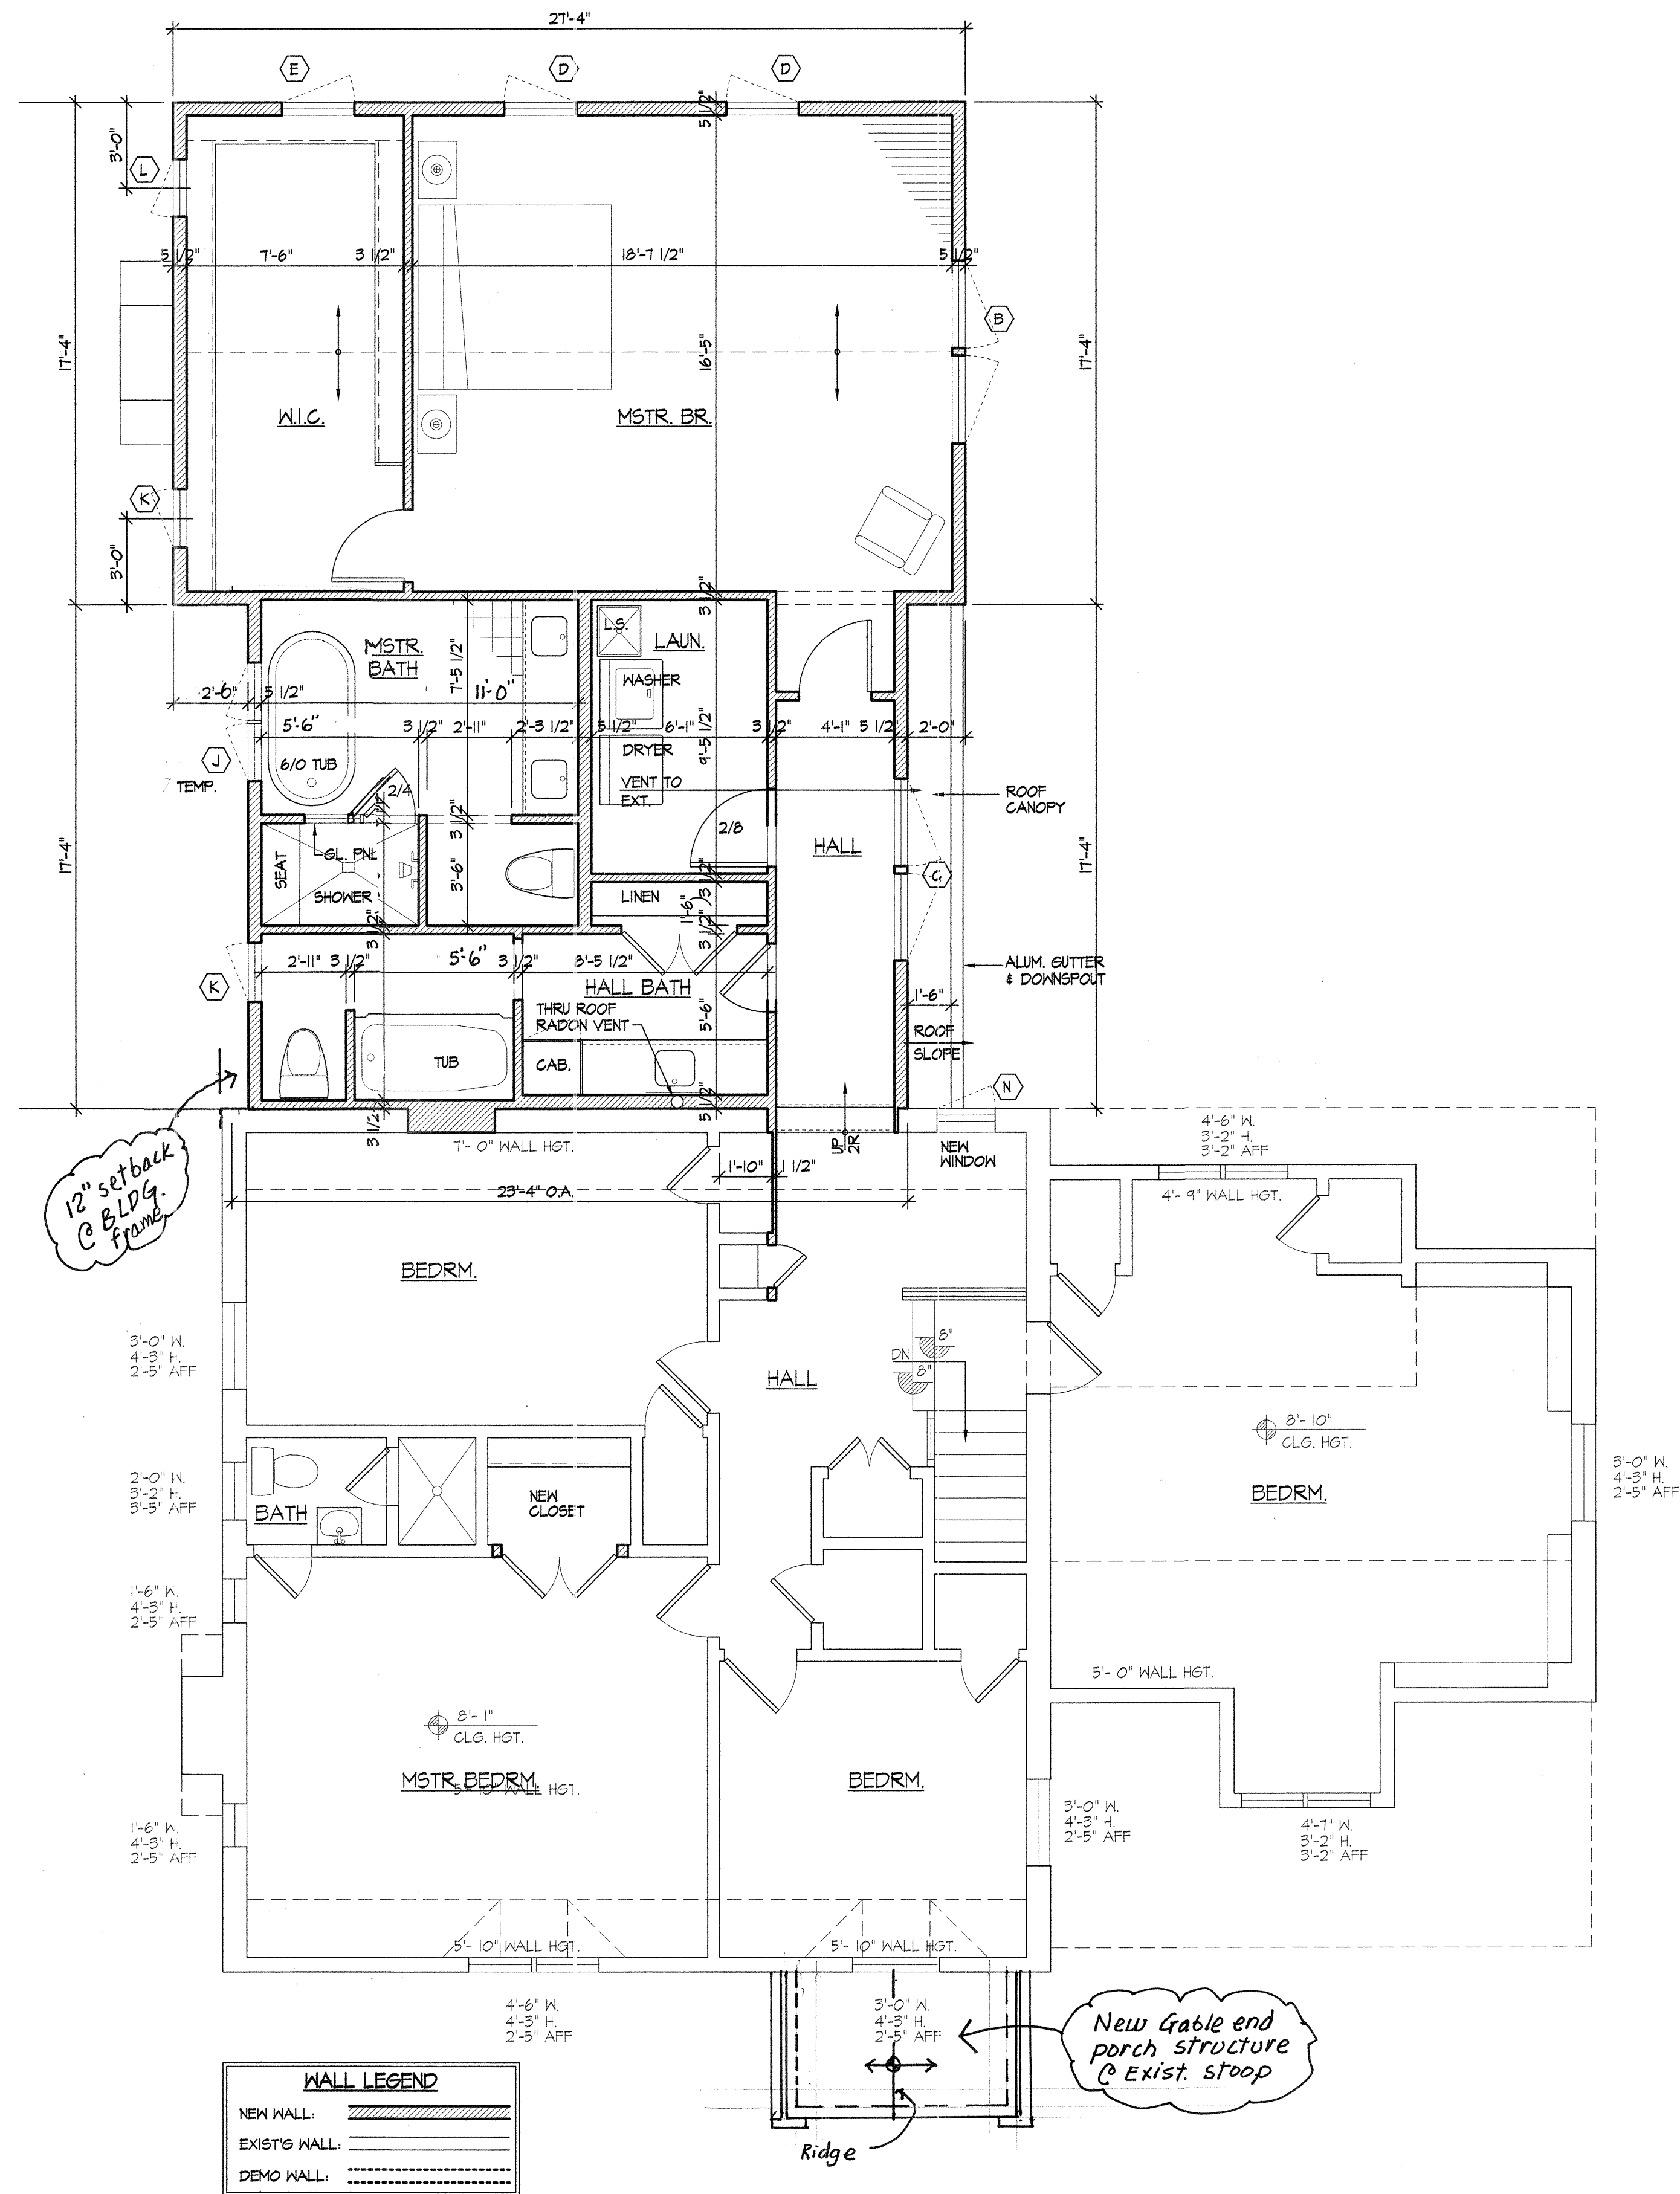 27'-4"
E
D
D
3'-0"
5 1/2"
L
5 1/2"
7'-6"
3 1/2"
18'-7 1/2"
5 1/2"
B
17'-4"
16'-5"
17'-4"
W.I.C.
MSTR. BR.
K
3'-0"
3 1/2"
MSTR.
BATH
7'-5 1/2"
L.S.
LAUN.
WASHER
2'-6"
5 1/2"
11'-0"
5'-6"
3 1/2"
2'-11"
2'-3 1/2"
5 1/2"
6'-1"
9'-5 1/2"
3 1/2"
4'-1"
5 1/2"
2'-0"
J
TEMP.
6/0 TUB
2/4
DRYER
VENT TO
EXT.
ROOF
CANOPY
2/8
HALL
17'-4"
17'-4"
3 1/2"
GL. PNL
SEAT
SHOWER
3'-6"
LINEN
1'-6"
3 1/2"
3 1/2"
3 1/2"
2'-11"
3 1/2"
5'-6"
3 1/2"
8'-5 1/2"
ALUM. GUTTER
& DOWNSPOUT
K
HALL BATH
1'-6"
THRU ROOF
RADON VENT
5'-6"
ROOF
SLOPE
TUB
CAB.
N
5 1/2"
3 1/2"
12" setback
@ BLDG.
frame
7'- 0" WALL HGT.
UP
2R
NEW
WINDOW
4'-6" W.
3'-2" H.
3'-2" AFF
1'-10"
1 1/2"
23'-4" O.A.
4'- 9" WALL HGT.
BEDRM.
3'-0" W.
4'-3" H.
2'-5" AFF
HALL
DN
8"
8"
8'- 10"
CLG. HGT.
BEDRM.
3'-0" W.
4'-3" H.
2'-5" AFF
2'-0" W.
3'-2" H.
3'-5" AFF
BATH
NEW
CLOSET
1'-6" W.
4'-3" H.
2'-5" AFF
5'- 0" WALL HGT.
8'- 1"
CLG. HGT.
MSTR BEDRM.
5'- 10" WALL HGT.
BEDRM.
1'-6" W.
4'-3" H.
2'-5" AFF
3'-0" W.
4'-3" H.
2'-5" AFF
4'-7" W.
3'-2" H.
3'-2" AFF
5'- 10" WALL HGT.
5'- 10" WALL HGT.
4'-6" W.
4'-3" H.
2'-5" AFF
3'-0" W.
4'-3" H.
2'-5" AFF
New Gable end
porch structure
@ Exist. stoop
Ridge
WALL LEGEND
NEW WALL:
EXIST'G WALL:
DEMO WALL: